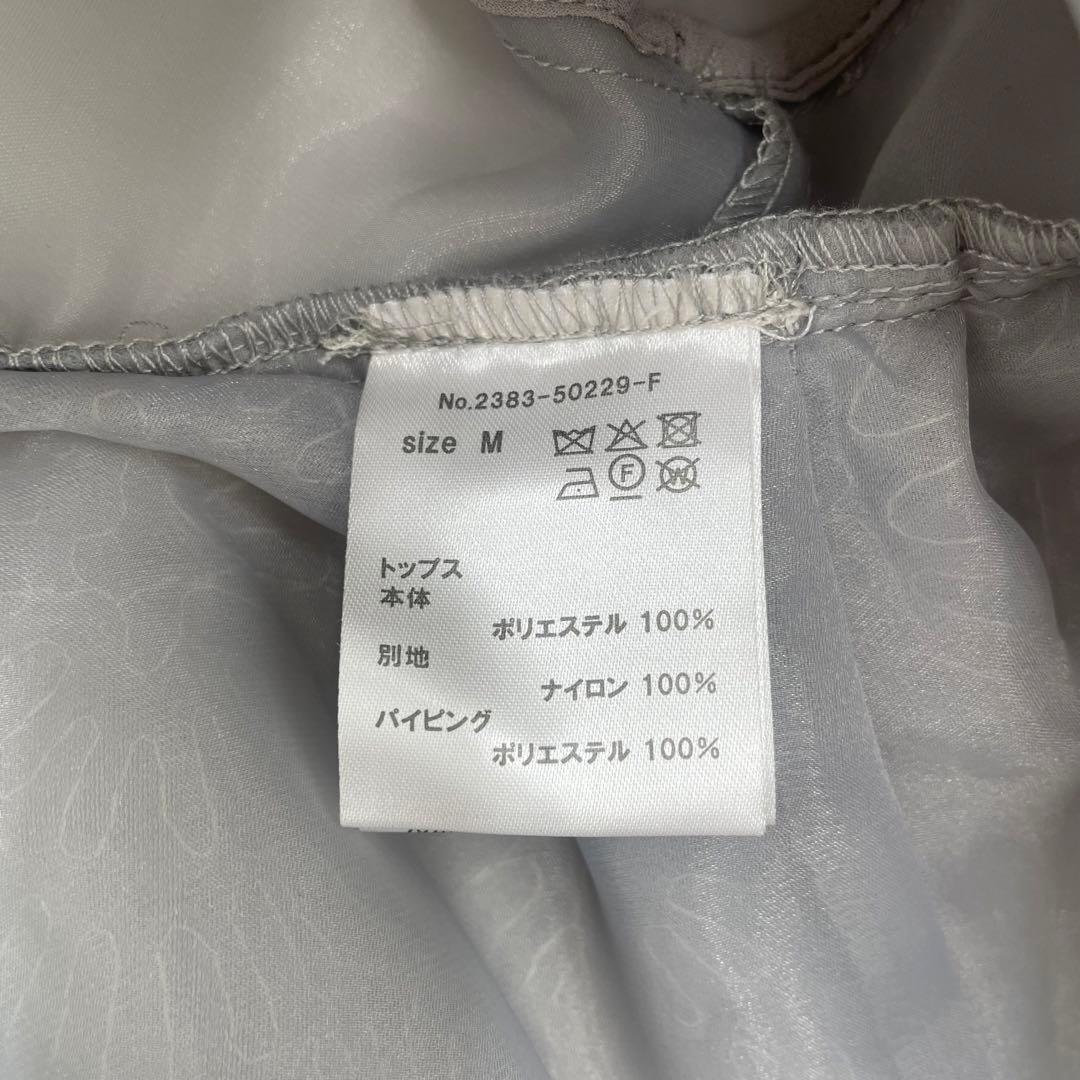 No.2383-50229-F
size M
F
W
トップス
本体
ポリエステル 100%
別地
ナイロン 100%
パイピング
ポリエステル 100%